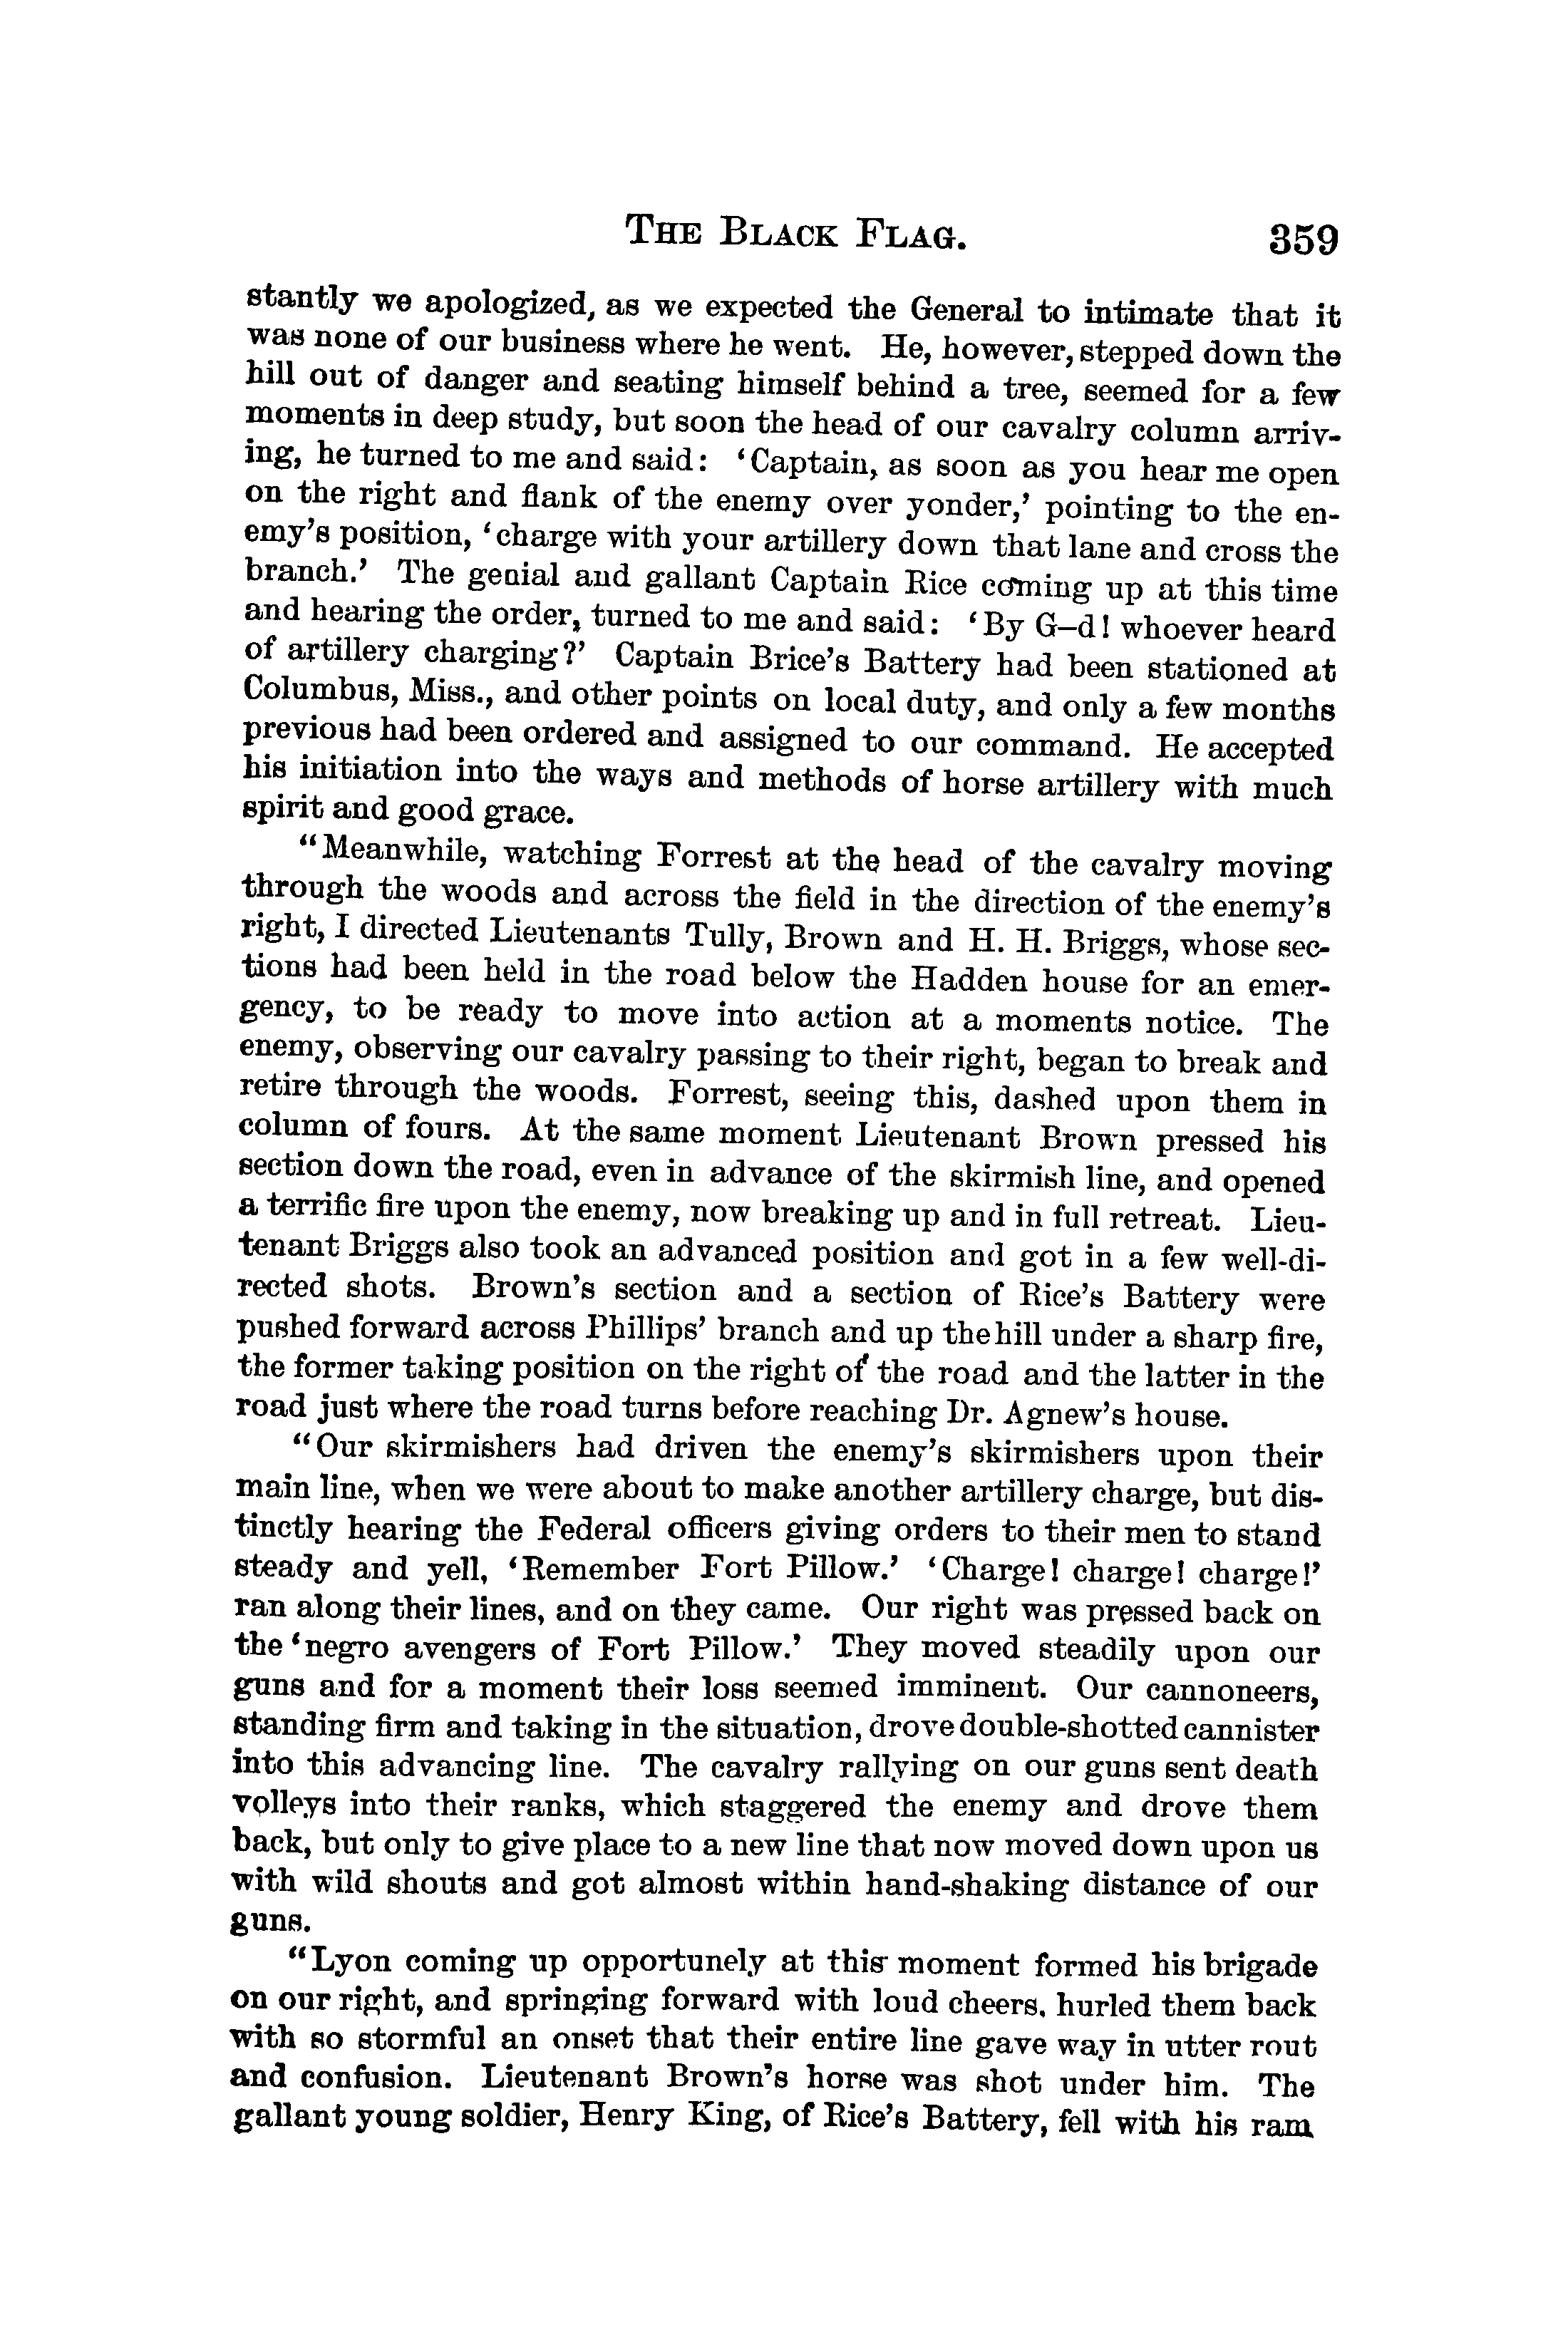 THE BLACK FLAG. 359
stantly we apologized, as we expected the General to intimate that it
was none of our business where he went. He, however, stepped down the
hill out of danger and seating himself behind a tree, seemed for a few
moments in deep study, but soon the head of our cavalry column arriv-
ing, he turned to me and said: ‘Captain, as soon as you hear me open
on the right and flank of the enemy over yonder,’ pointing to the en-
emy’s position, ‘charge with your artillery down that lane and cross the
branch.’ The genial and gallant Captain Rice coming up at this time
and hearing the order, turned to me and said: ‘By G–d! whoever heard
of artillery charging?’ Captain Brice’s Battery had been stationed at
Columbus, Miss., and other points on local duty, and only a few months
previous had been ordered and assigned to our command. He accepted
his initiation into the ways and methods of horse artillery with much
spirit and good grace.
“Meanwhile, watching Forrest at the head of the cavalry moving
through the woods and across the field in the direction of the enemy’s
right, I directed Lieutenants Tully, Brown and H. H. Briggs, whose sec-
tions had been held in the road below the Hadden house for an emer-
gency, to be ready to move into action at a moments notice. The
enemy, observing our cavalry passing to their right, began to break and
retire through the woods. Forrest, seeing this, dashed upon them in
column of fours. At the same moment Lieutenant Brown pressed his
section down the road, even in advance of the skirmish line, and opened
a terrific fire upon the enemy, now breaking up and in full retreat. Lieu-
tenant Briggs also took an advanced position and got in a few well-di-
rected shots. Brown’s section and a section of Rice’s Battery were
pushed forward across Phillips’ branch and up the hill under a sharp fire,
the former taking position on the right of the road and the latter in the
road just where the road turns before reaching Dr. Agnew’s house.
“Our skirmishers had driven the enemy’s skirmishers upon their
main line, when we were about to make another artillery charge, but dis-
tinctly hearing the Federal officers giving orders to their men to stand
steady and yell, ‘Remember Fort Pillow.’ ‘Charge! charge! charge!’
ran along their lines, and on they came. Our right was pressed back on
the ‘negro avengers of Fort Pillow.’ They moved steadily upon our
guns and for a moment their loss seemed imminent. Our cannoneers,
standing firm and taking in the situation, drove double-shotted cannister
into this advancing line. The cavalry rallying on our guns sent death
volleys into their ranks, which staggered the enemy and drove them
back, but only to give place to a new line that now moved down upon us
with wild shouts and got almost within hand-shaking distance of our
guns.
“Lyon coming up opportunely at this moment formed his brigade
on our right, and springing forward with loud cheers, hurled them back
with so stormful an onset that their entire line gave way in utter rout
and confusion. Lieutenant Brown’s horse was shot under him. The
gallant young soldier, Henry King, of Rice’s Battery, fell with his ram